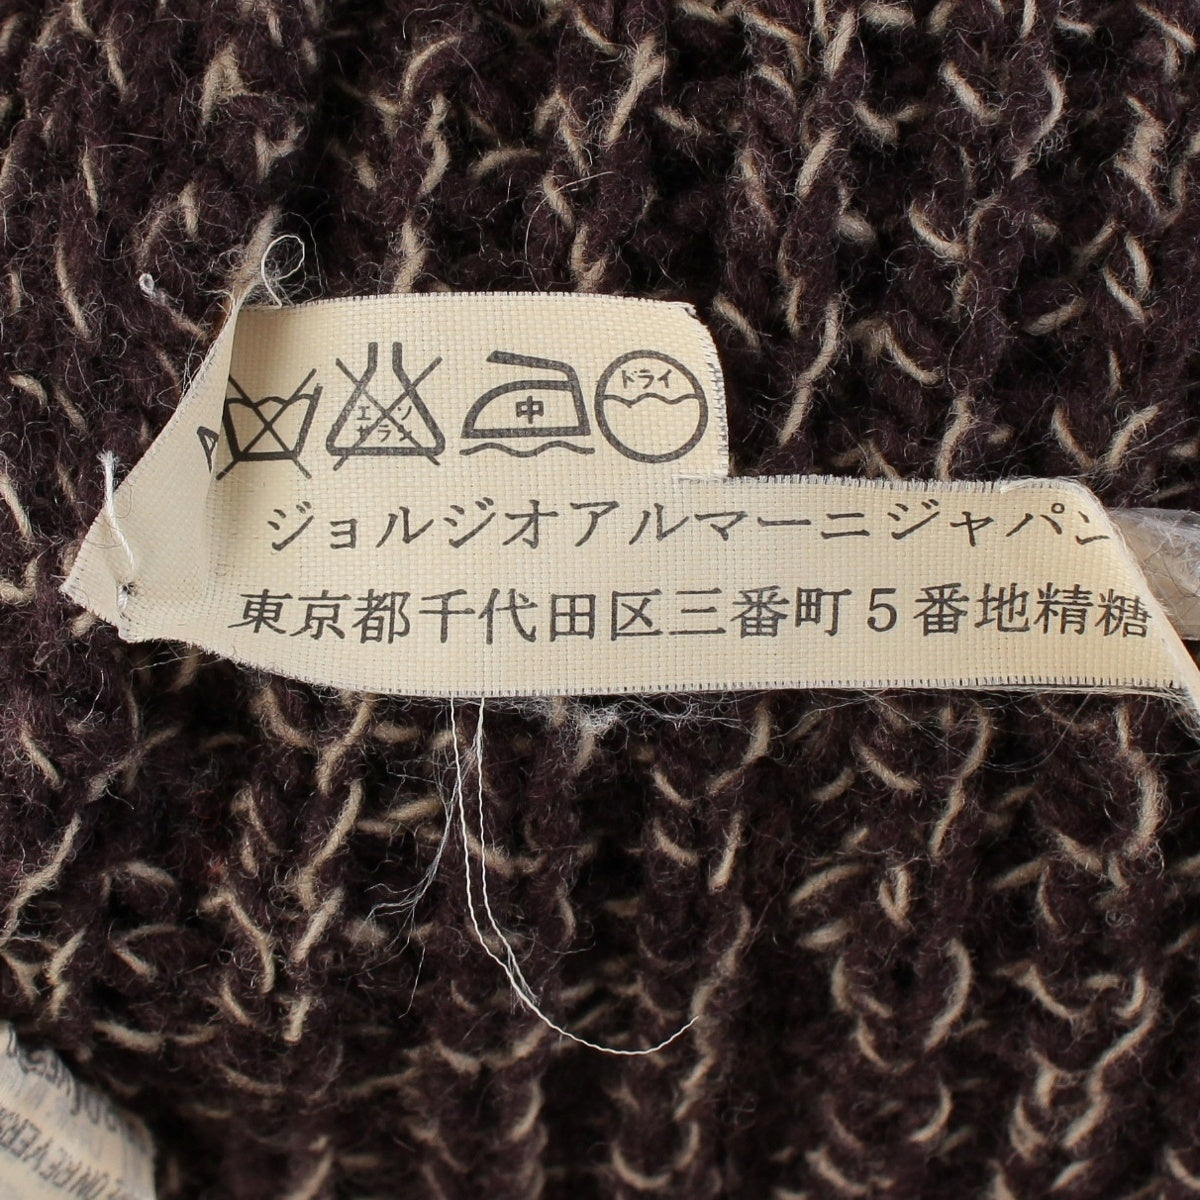 エンソ
サラ
中
ドライ
ジョルジオアルマーニジャパン
東京都千代田区三番町5番地精糖